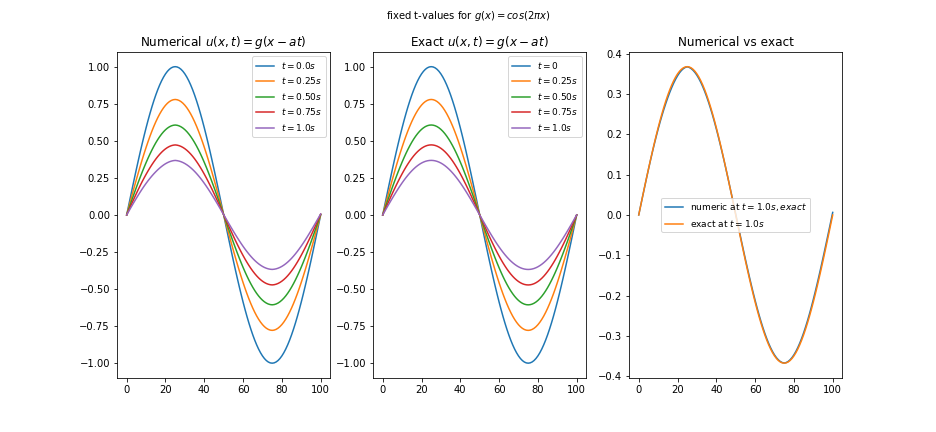 fixed t-values for g(x) = cos(2πx)
Numerical u(x, t) = g(x − at)
1.00
0.75
0.50
0.25
0.00
−0.25
−0.50
−0.75
−1.00
0 20 40 60 80 100
t = 0.0s
t = 0.25s
t = 0.50s
t = 0.75s
t = 1.0s
Exact u(x, t) = g(x − at)
1.00
0.75
0.50
0.25
0.00
−0.25
−0.50
−0.75
−1.00
0 20 40 60 80 100
t = 0
t = 0.25s
t = 0.50s
t = 0.75s
t = 1.0s
Numerical vs exact
0.4
0.3
0.2
0.1
0.0
−0.1
−0.2
−0.3
−0.4
0 20 40 60 80 100
numeric at t = 1.0s, exact
exact at t = 1.0s